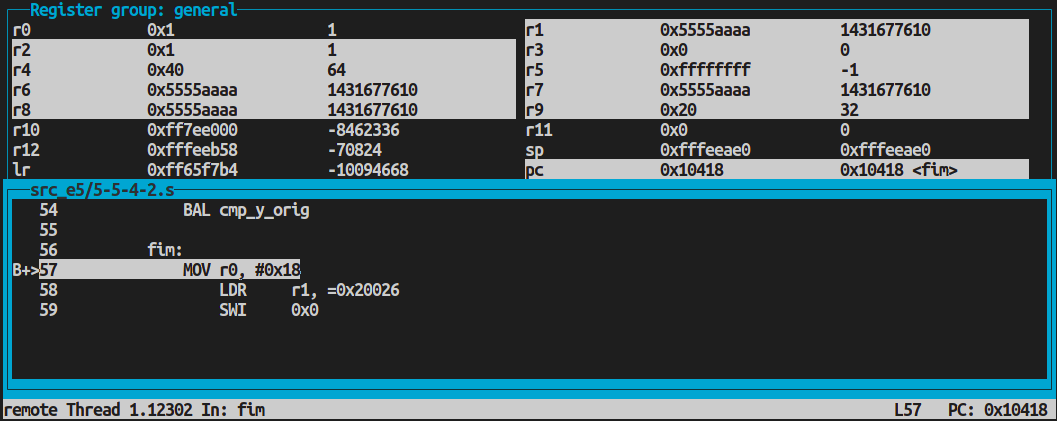 Register group: general
r0 0x1 1 r1 0x5555aaaa 1431677610
r2 0x1 1 r3 0x0 0
r4 0x40 64 r5 0xffffffff -1
r6 0x5555aaaa 1431677610 r7 0x5555aaaa 1431677610
r8 0x5555aaaa 1431677610 r9 0x20 32
r10 0xff7ee000 -8462336 r11 0x0 0
r12 0xfffeeb58 -70824 sp 0xfffeeae0 0xfffeeae0
lr 0xff65f7b4 -10094668 pc 0x10418 0x10418 <fim>
src_e5/5-5-4-2.s
54 BAL cmp_y_orig
55
56 fim:
B+>57 MOV r0, #0x18
58 LDR r1, =0x20026
59 SWI 0x0
remote Thread 1.12302 In: fim L57 PC: 0x10418